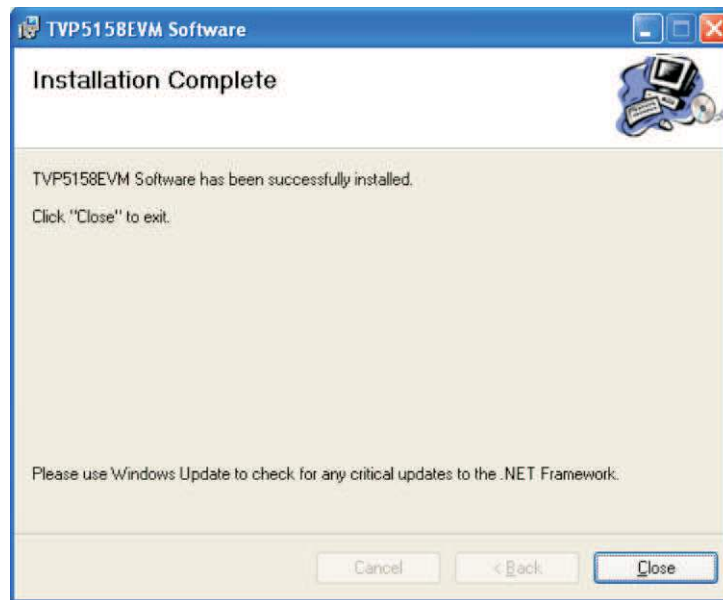 TVP5158EVM Software
Installation Complete
TVP5158EVM Software has been successfully installed.
Click "Close" to exit.
Please use Windows Update to check for any critical updates to the .NET Framework.
Cancel
< Back
Close